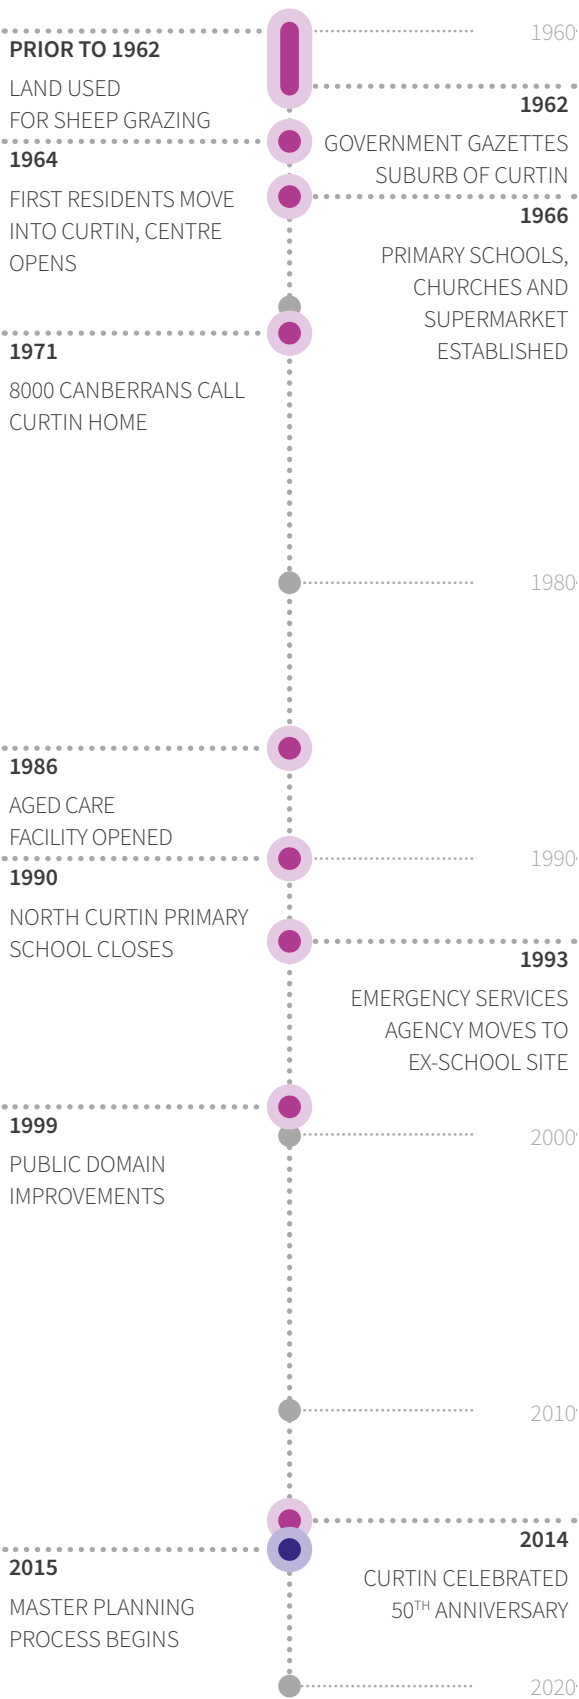 1960
PRIOR TO 1962
LAND USED
FOR SHEEP GRAZING
1962
GOVERNMENT GAZETTES
SUBURB OF CURTIN
1964
FIRST RESIDENTS MOVE
INTO CURTIN, CENTRE
OPENS
1966
PRIMARY SCHOOLS,
CHURCHES AND
SUPERMARKET
ESTABLISHED
1971
8000 CANBERRANS CALL
CURTIN HOME
1980
1986
AGED CARE
FACILITY OPENED
1990
1990
NORTH CURTIN PRIMARY
SCHOOL CLOSES
1993
EMERGENCY SERVICES
AGENCY MOVES TO
EX-SCHOOL SITE
1999
PUBLIC DOMAIN
IMPROVEMENTS
2000
2010
2014
CURTIN CELEBRATED
50TH ANNIVERSARY
2015
MASTER PLANNING
PROCESS BEGINS
2020